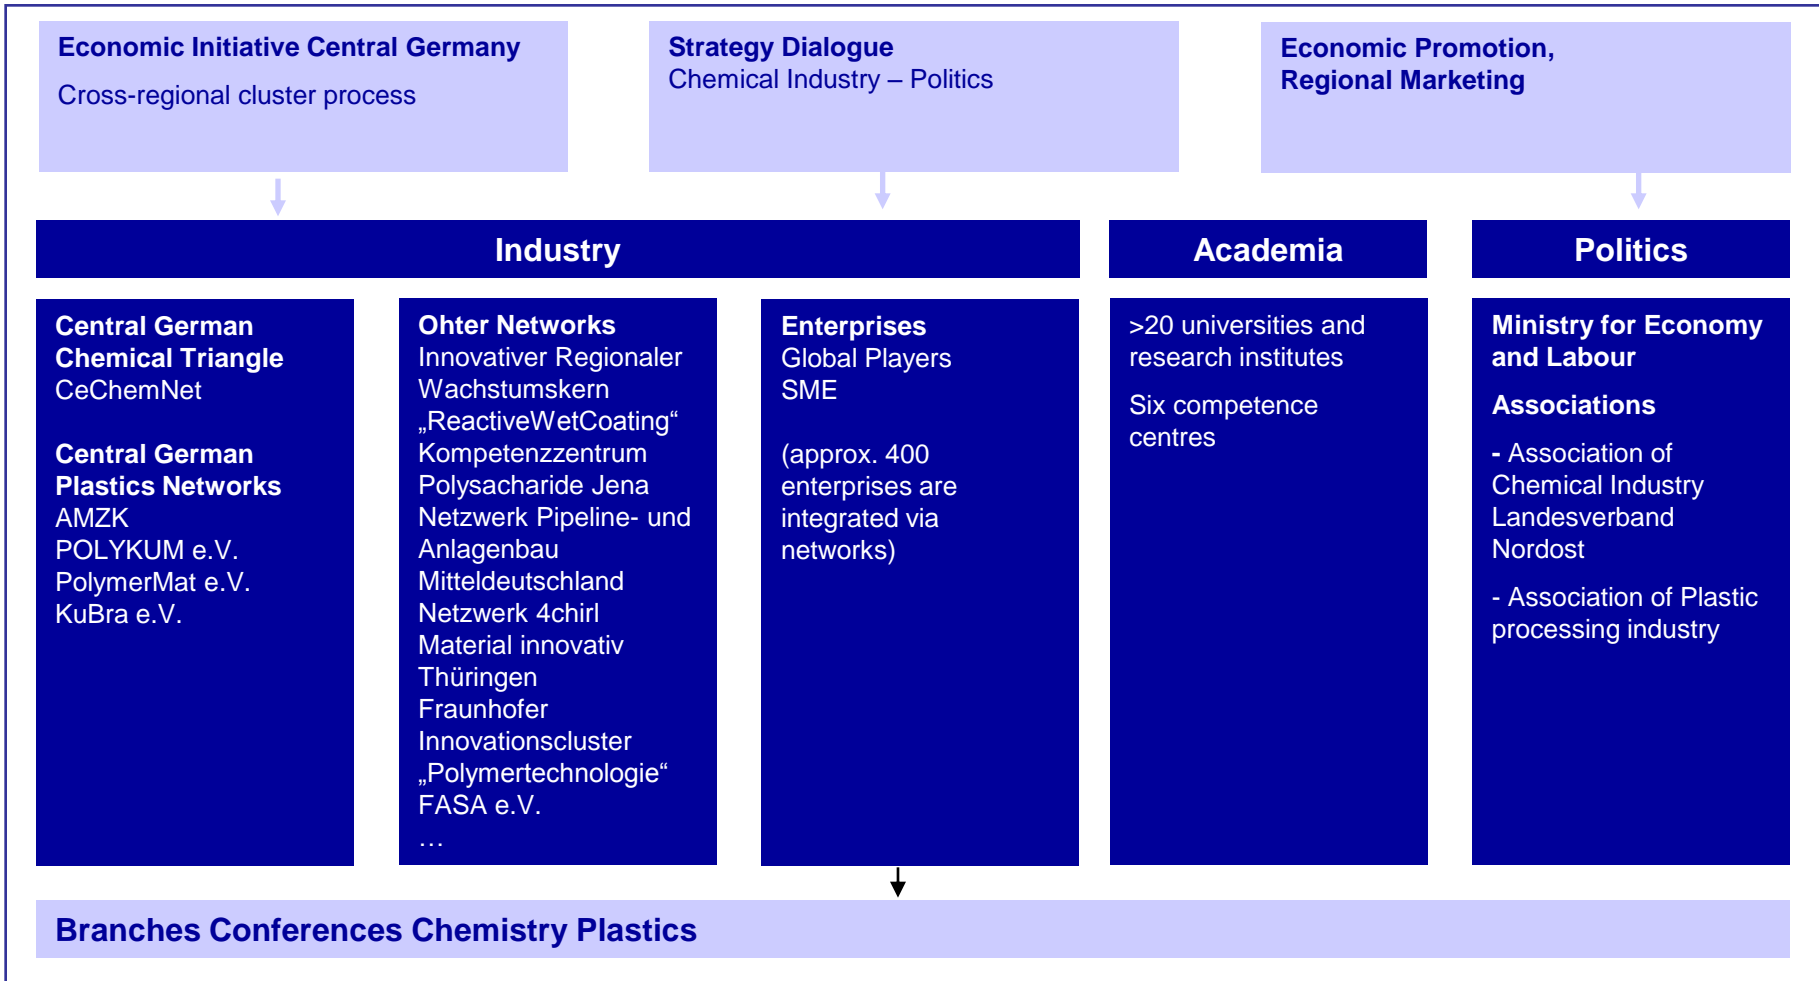 Economic Initiative Central Germany
Cross-regional cluster process
Strategy Dialogue
Chemical Industry – Politics
Economic Promotion,
Regional Marketing
Industry
Academia
Politics
Central German
Chemical Triangle
CeChemNet
Central German
Plastics Networks
AMZK
POLYKUM e.V.
PolymerMat e.V.
KuBra e.V.
Ohter Networks
Innovativer Regionaler
Wachstumskern
„ReactiveWetCoating“
Kompetenzzentrum
Polysacharide Jena
Netzwerk Pipeline- und
Anlagenbau
Mitteldeutschland
Netzwerk 4chirl
Material innovativ
Thüringen
Fraunhofer
Innovationscluster
„Polymertechnologie“
FASA e.V.
…
Enterprises
Global Players
SME
(approx. 400
enterprises are
integrated via
networks)
>20 universities and
research institutes
Six competence
centres
Ministry for Economy
and Labour
Associations
- Association of
Chemical Industry
Landesverband
Nordost
- Association of Plastic
processing industry
Branches Conferences Chemistry Plastics